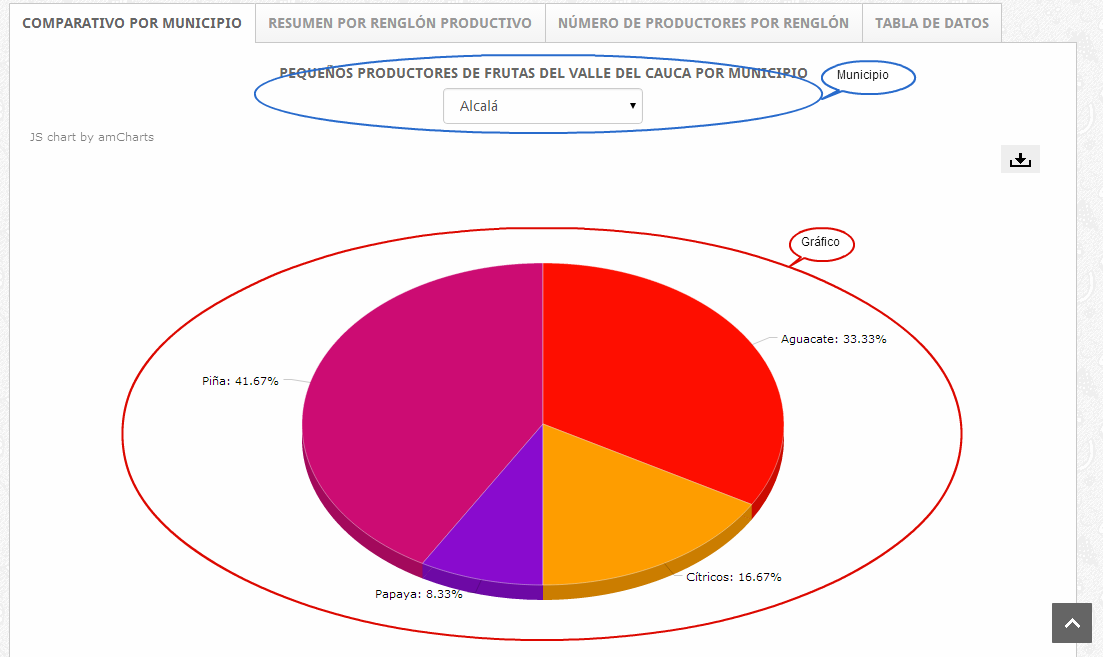 COMPARATIVO POR MUNICIPIO
RESUMEN POR RENGLÓN PRODUCTIVO
NÚMERO DE PRODUCTORES POR RENGLÓN
TABLA DE DATOS
PEQUEÑOS PRODUCTORES DE FRUTAS DEL VALLE DEL CAUCA POR MUNICIPIO
Municipio
Alcalá
JS chart by amCharts
Gráfico
Aguacate: 33.33%
Piña: 41.67%
Cítricos: 16.67%
Papaya: 8.33%